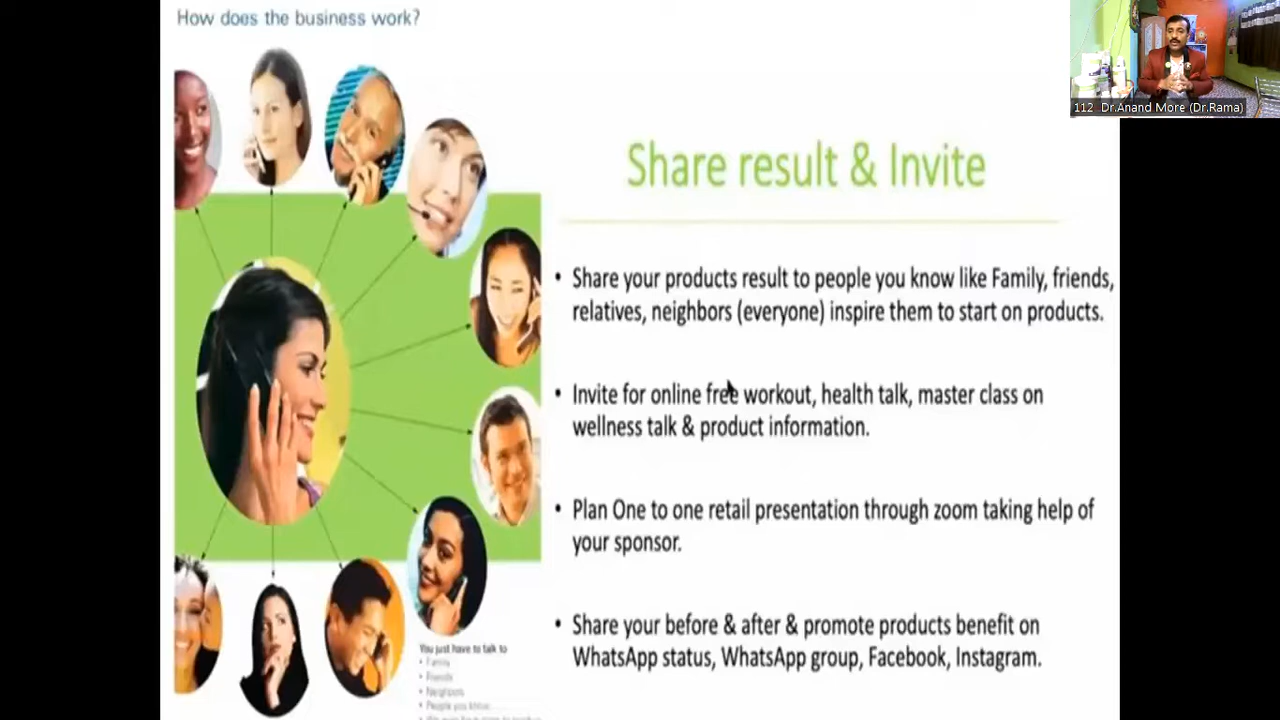 How does the business work?
112 Dr.Anand More (Dr.Rama)
Share result & Invite
• Share your products result to people you know like Family, friends,
relatives, neighbors (everyone) inspire them to start on products.
• Invite for online free workout, health talk, master class on
wellness talk & product information.
• Plan One to one retail presentation through zoom taking help of
your sponsor.
• Share your before & after & promote products benefit on
WhatsApp status, WhatsApp group, Facebook, Instagram.
You just have to talk to
• Family
• Friends
• Neighbors
• People you know